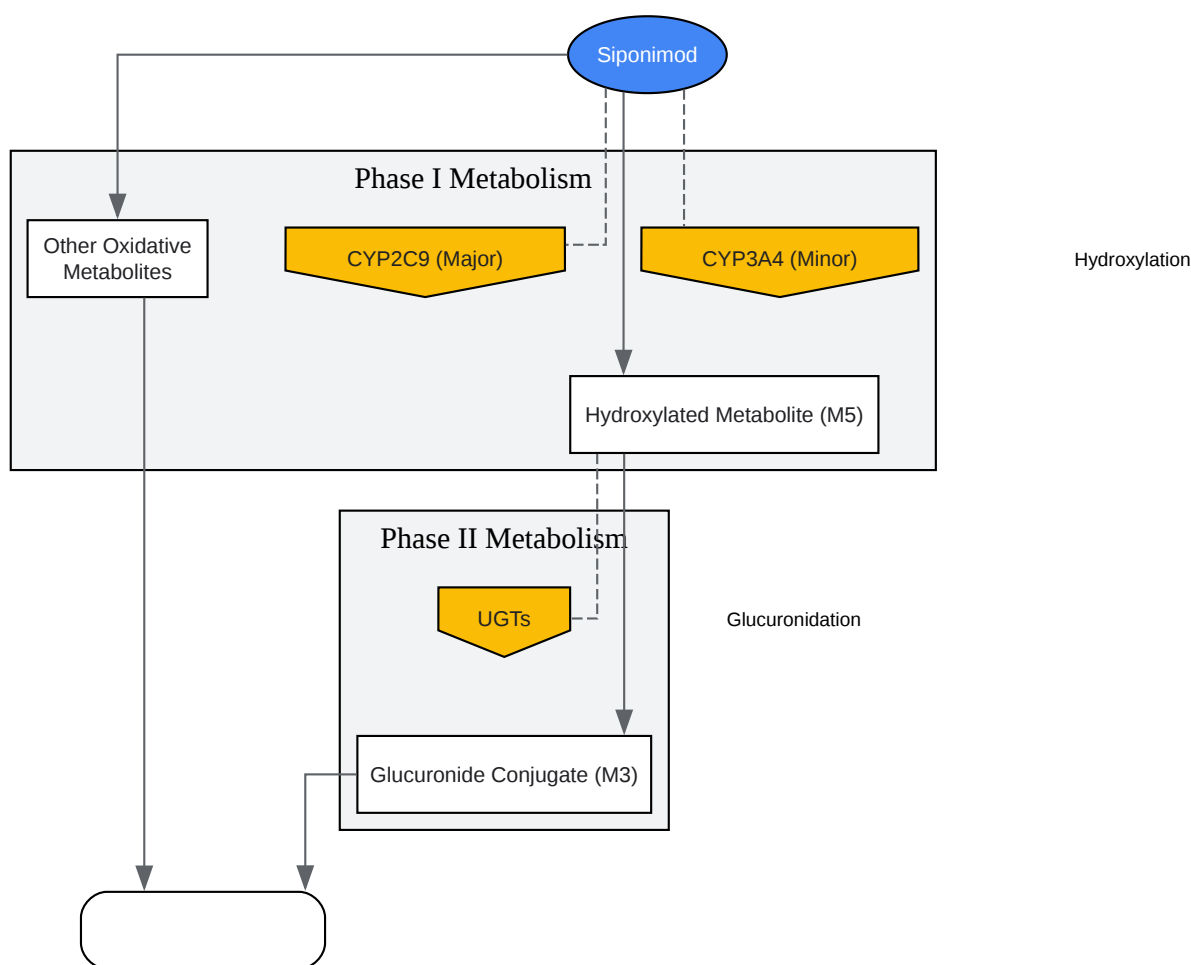 Siponimod
Phase I Metabolism
Other Oxidative
Metabolites
CYP2C9 (Major)
CYP3A4 (Minor)
Hydroxylation
Hydroxylated Metabolite (M5)
Phase II Metabolism
UGTs
Glucuronidation
Glucuronide Conjugate (M3)